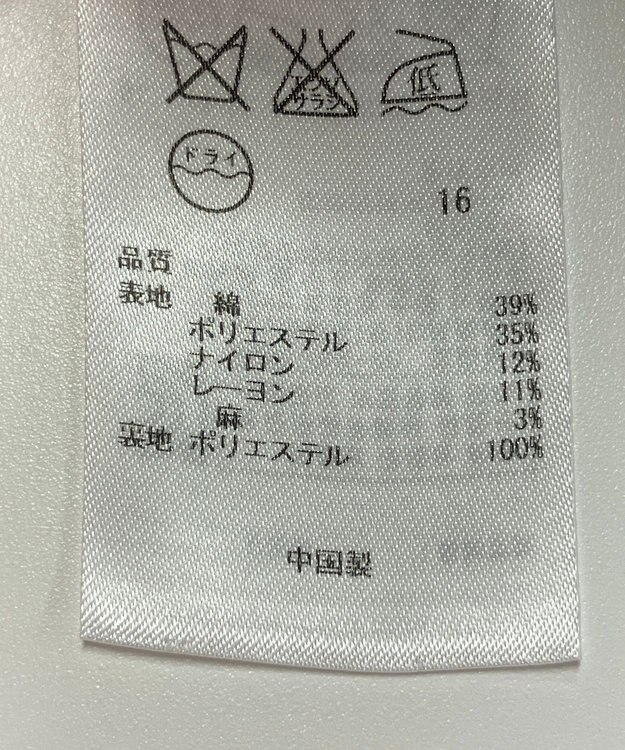 エンソ
サラシ
低
ドライ
16
品質
表地 綿 39%
ポリエステル 35%
ナイロン 12%
レーヨン 11%
麻 3%
裏地 ポリエステル 100%
中国製